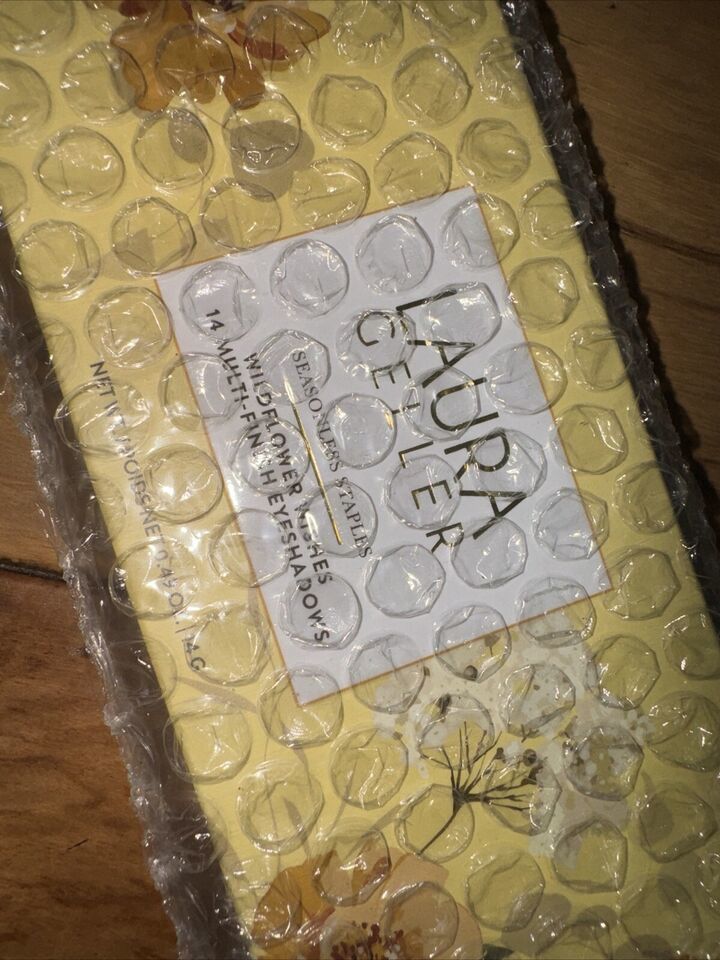 LAURA
GELLER
SEASONLESS STAPLES
WILDFLOWER WISHES
14 MULTI-FINISH EYESHADOWS
NET WT./POIDS NET 0.49 OZ. | 14 G